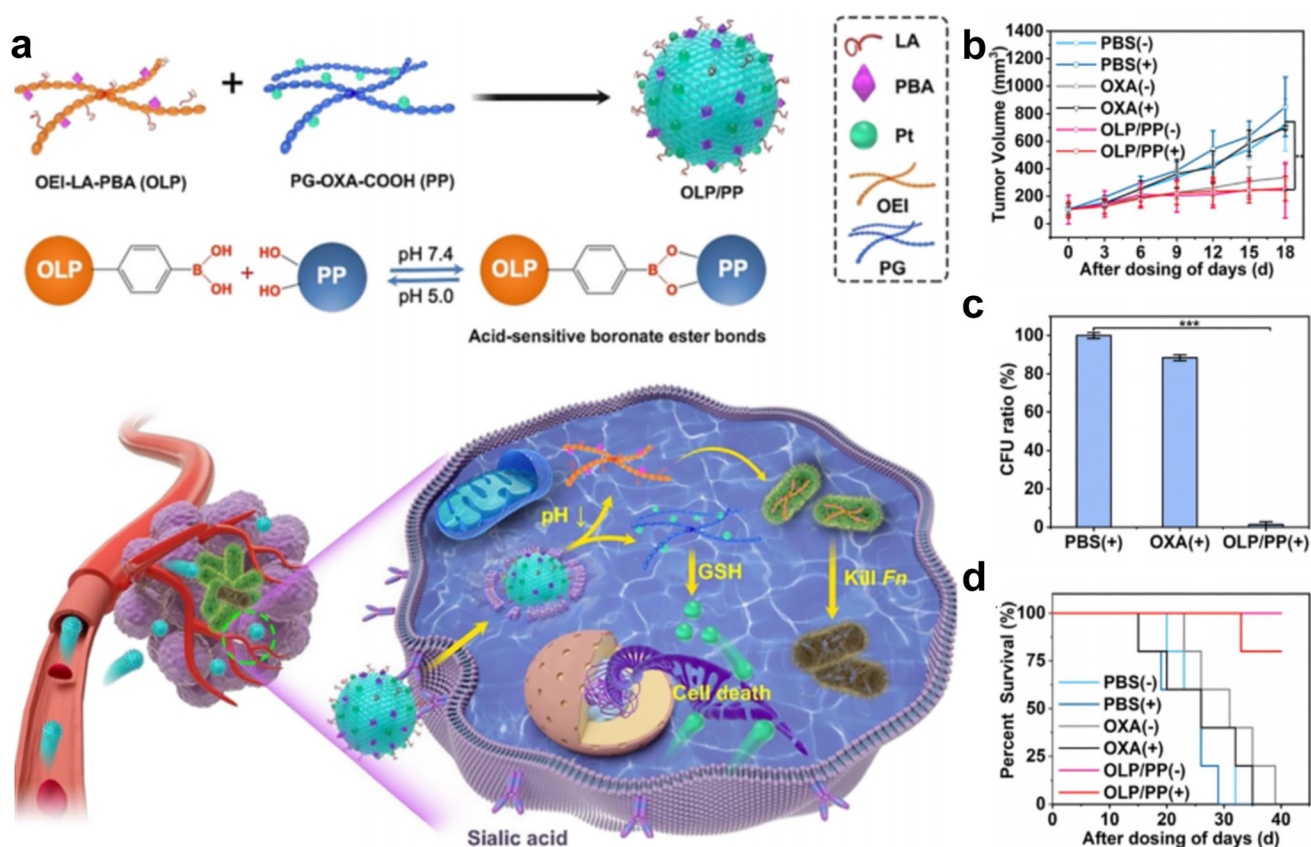 a
OEI-LA-PBA (OLP)
+
PG-OXA-COOH (PP)
OLP/PP
LA
PBA
Pt
OEI
PG
OLP
B
OH
OH
+
HO
HO
PP
pH 7.4
pH 5.0
OLP
B
O
O
PP
Acid-sensitive boronate ester bonds
pH ↓
GSH
Kill Fn
Cell death
Sialic acid
b
Tumor Volume (mm³)
1400
1200
1000
800
600
400
200
0
PBS(-)
PBS(+)
OXA(-)
OXA(+)
OLP/PP(-)
OLP/PP(+)
0 3 6 9 12 15 18
After dosing of days (d)
c
CFU ratio (%)
100
80
60
40
20
0
***
PBS(+) OXA(+) OLP/PP(+)
d
Percent Survival (%)
100
75
50
25
0
PBS(-)
PBS(+)
OXA(-)
OXA(+)
OLP/PP(-)
OLP/PP(+)
0 10 20 30 40
After dosing of days (d)